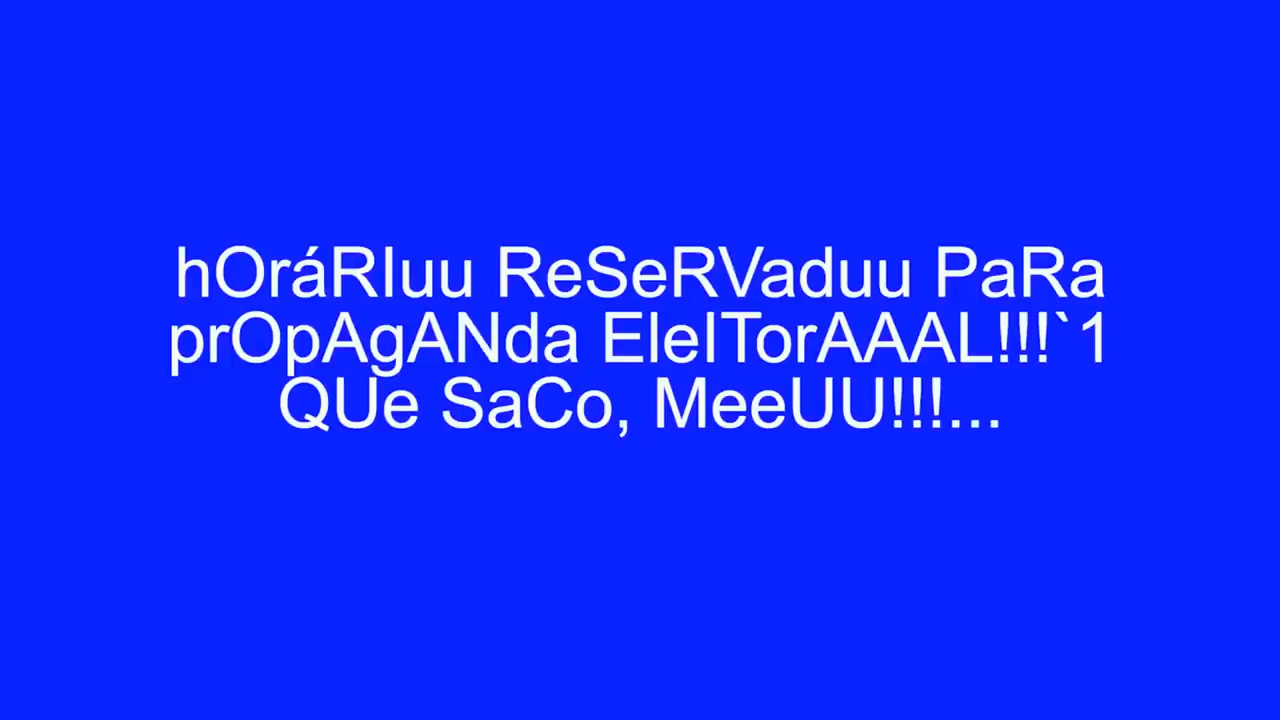 hOráRIuu ReSeRVaduu PaRa
prOpAgANda EleITorAAAL!!!`1
QUe SaCo, MeeUU!!!...